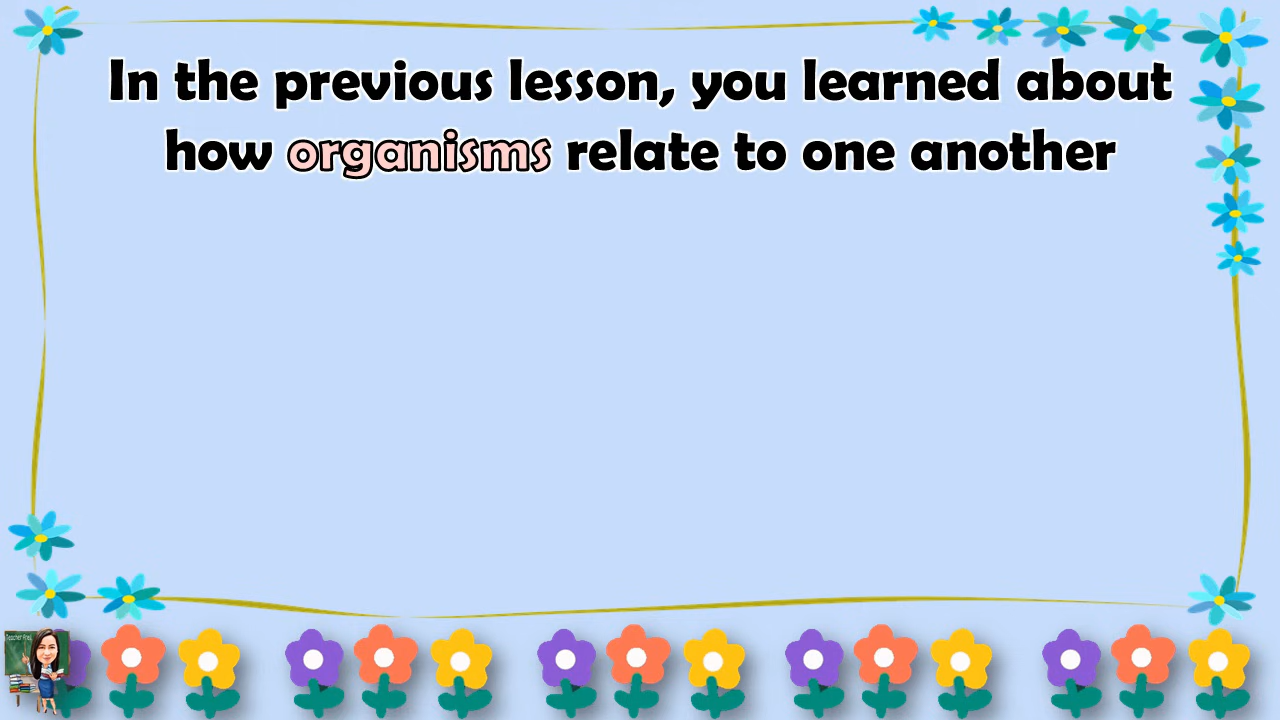 In the previous lesson, you learned about
how organisms relate to one another